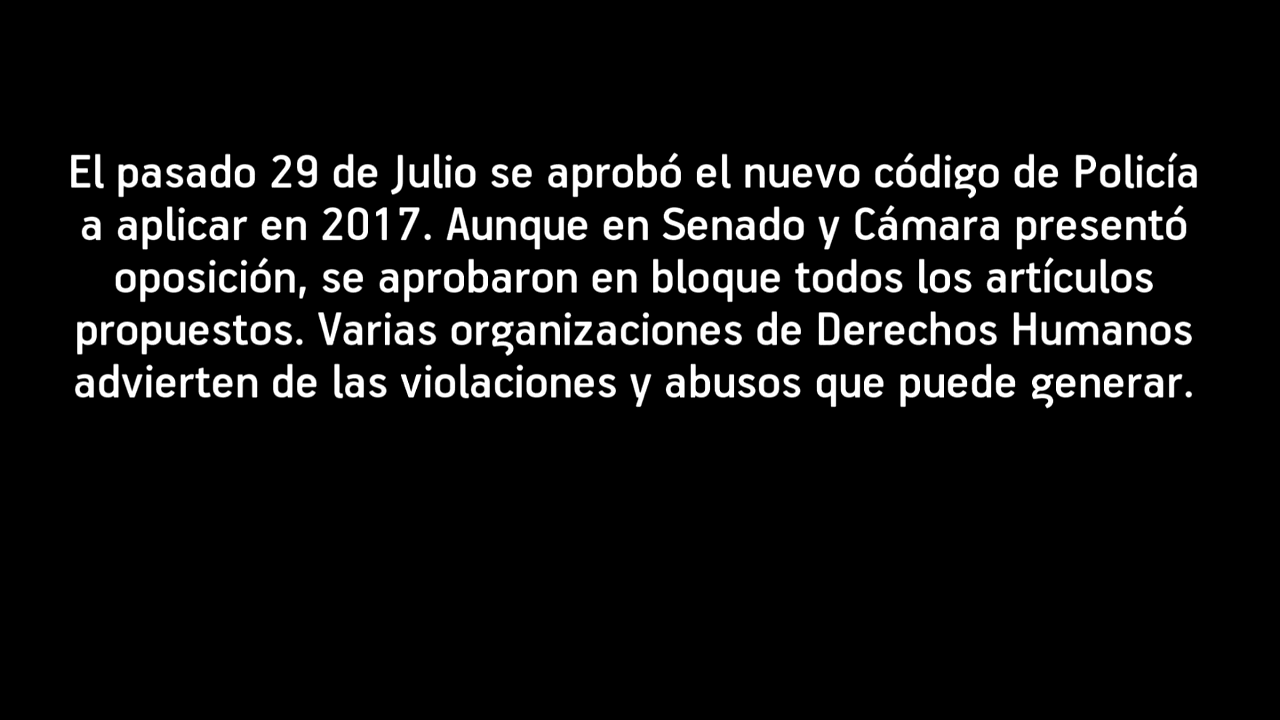 El pasado 29 de Julio se aprobó el nuevo código de Policía
a aplicar en 2017. Aunque en Senado y Cámara presentó
oposición, se aprobaron en bloque todos los artículos
propuestos. Varias organizaciones de Derechos Humanos
advierten de las violaciones y abusos que puede generar.